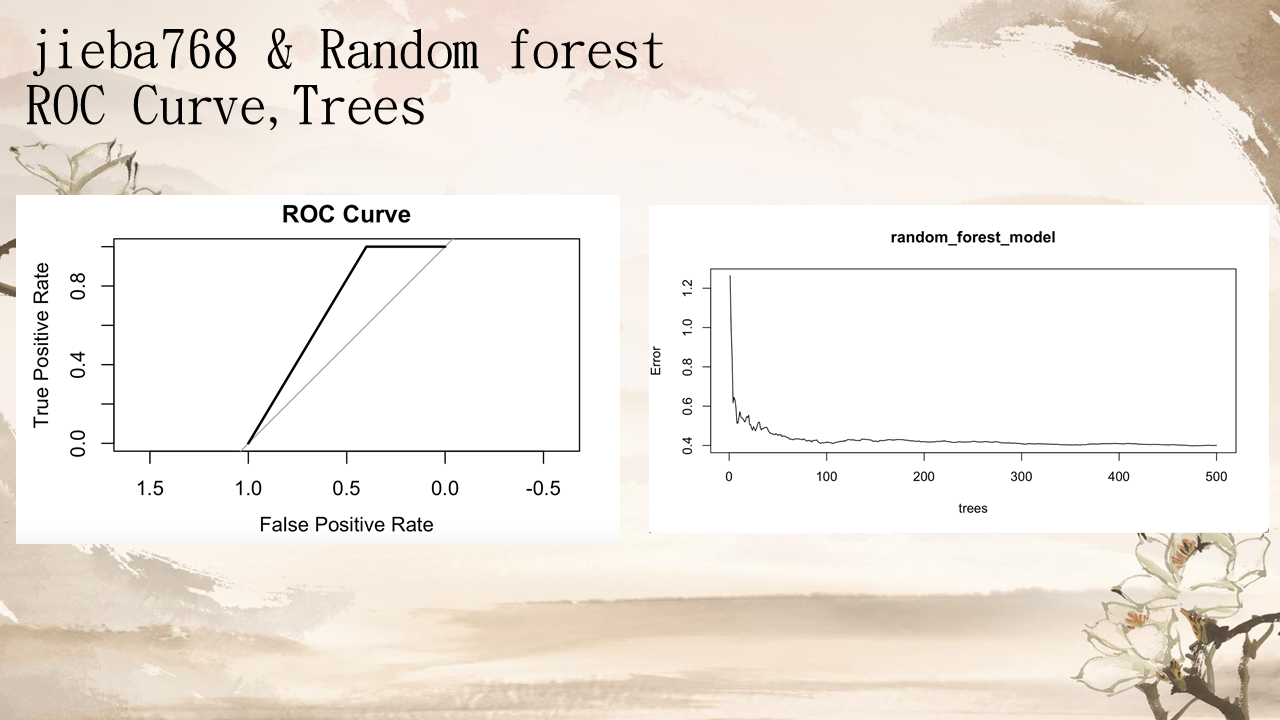 jieba768 & Random forest
ROC Curve,Trees
ROC Curve
True Positive Rate
0.8
0.4
0.0
1.5 1.0 0.5 0.0 -0.5
False Positive Rate
random_forest_model
Error
1.2
1.0
0.8
0.6
0.4
0 100 200 300 400 500
trees